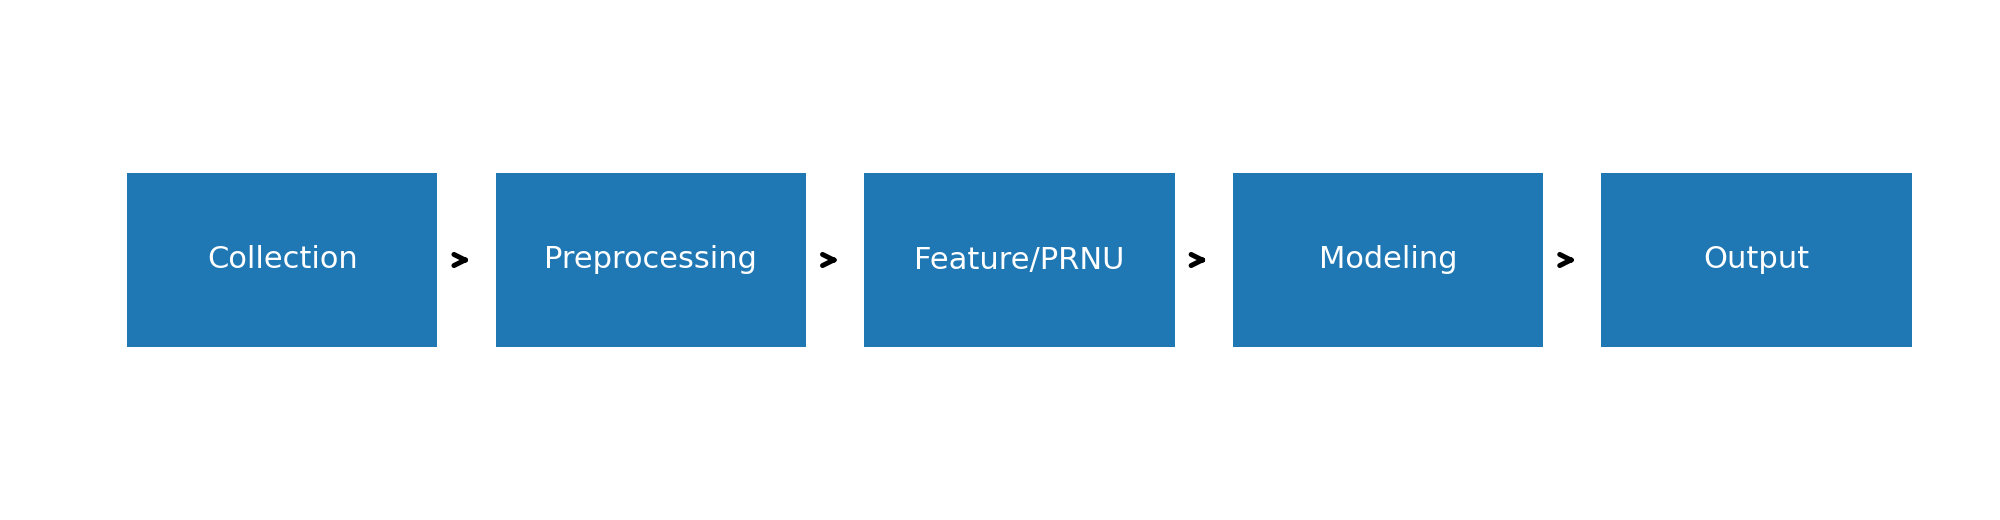 Collection
Preprocessing
Feature/PRNU
Modeling
Output